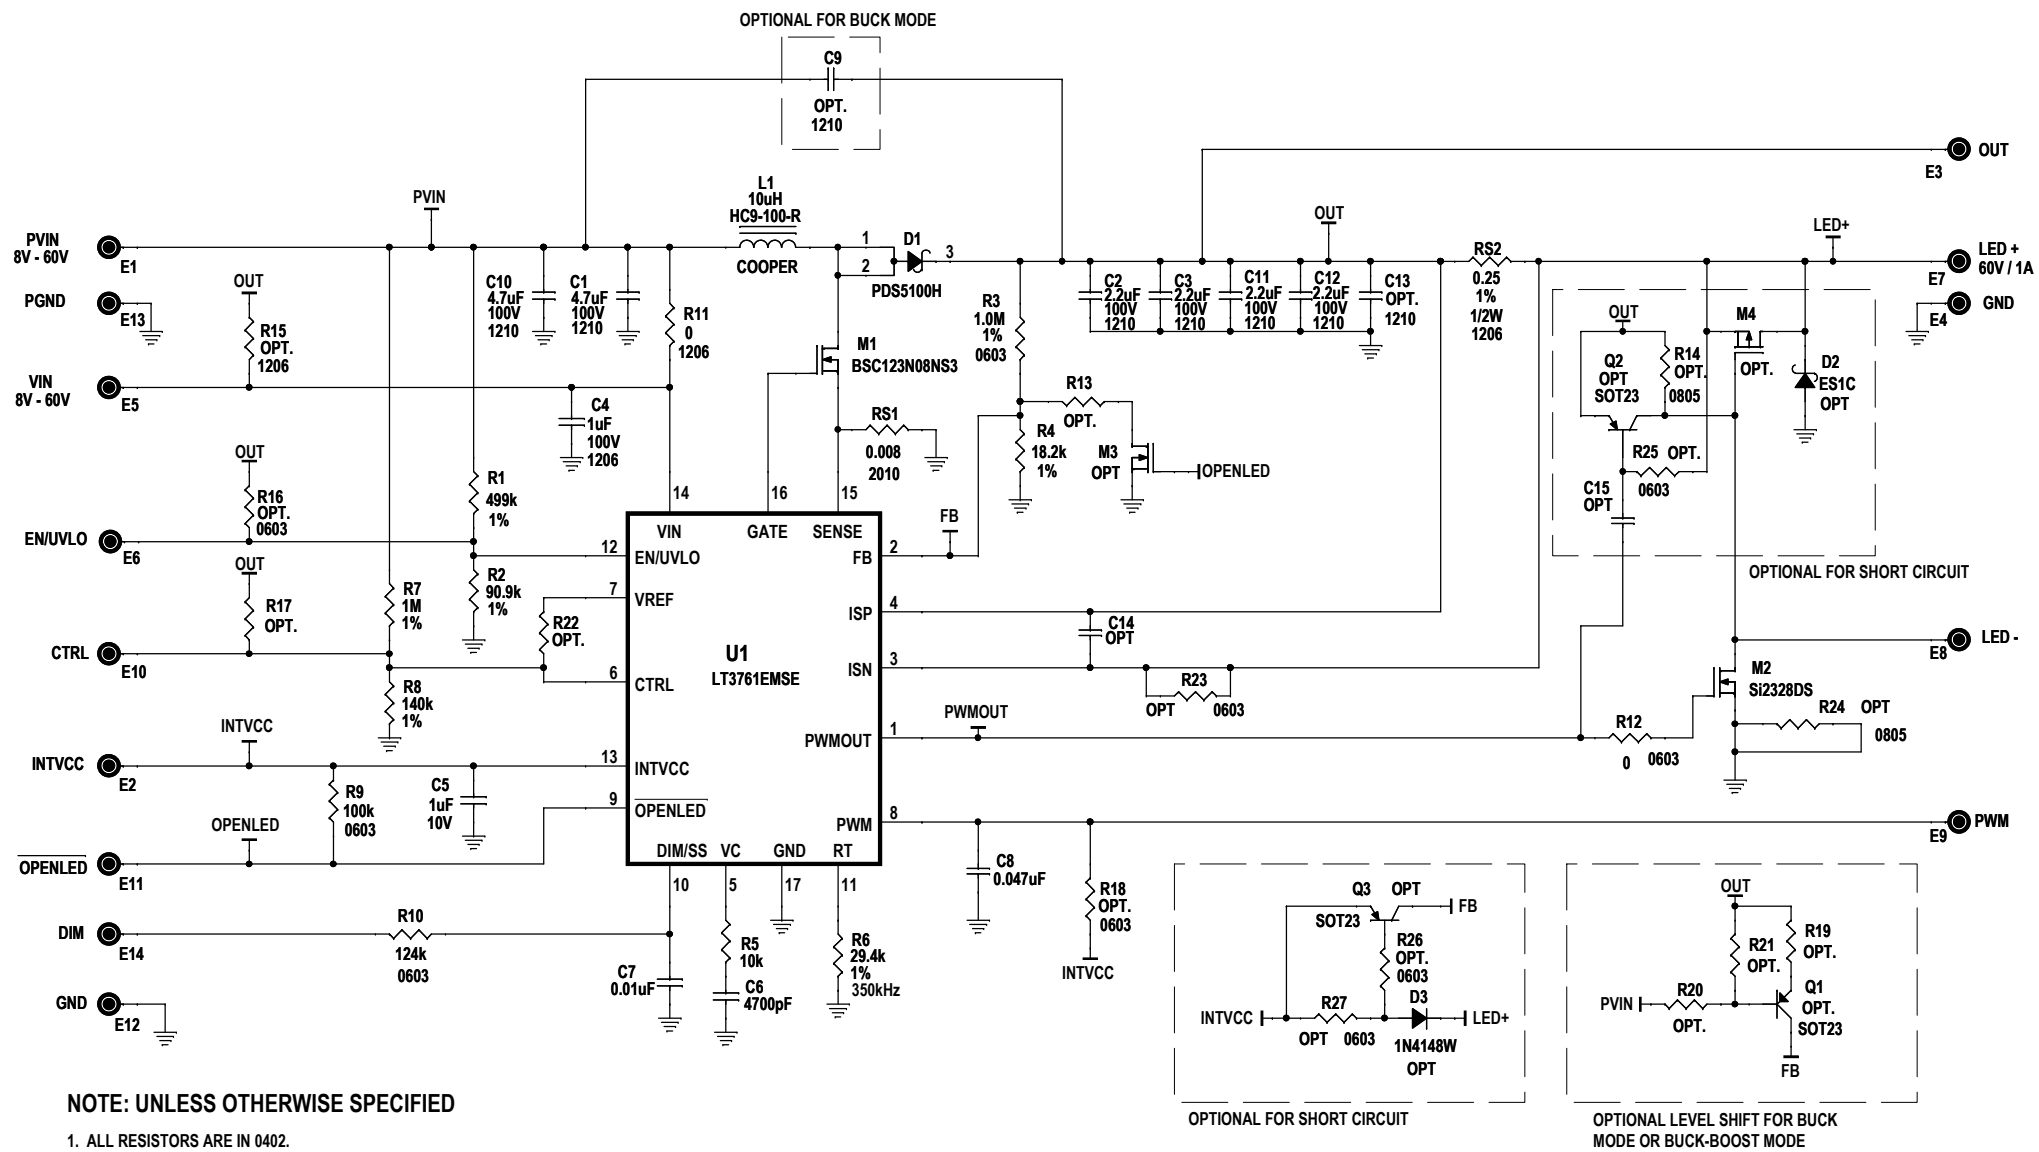 OPTIONAL FOR BUCK MODE
C9
OPT.
1210
OUT
E3
L1
10uH
HC9-100-R
COOPER
PVIN
PVIN
8V - 60V
E1
1
2
D1
3
PDS5100H
OUT
RS2
0.25
1%
1/2W
1206
LED+
LED +
60V / 1A
E7
PGND
E13
OUT
R15
OPT.
1206
C10
4.7uF
100V
1210
C1
4.7uF
100V
1210
R11
0
1206
M1
BSC123N08NS3
R3
1.0M
1%
0603
C2
2.2uF
100V
1210
C3
2.2uF
100V
1210
C11
2.2uF
100V
1210
C12
2.2uF
100V
1210
C13
OPT.
1210
GND
E4
VIN
8V - 60V
E5
C4
1uF
100V
1206
RS1
0.008
2010
R13
OPT.
R4
18.2k
1%
M3
OPT
OPENLED
OUT
Q2
OPT
SOT23
R14
OPT.
0805
M4
OPT.
D2
ES1C
OPT
R25 OPT.
0603
C15
OPT
OPTIONAL FOR SHORT CIRCUIT
OUT
R16
OPT.
0603
R1
499k
1%
EN/UVLO
E6
R2
90.9k
1%
OUT
R17
OPT.
R7
1M
1%
R22
OPT.
CTRL
E10
R8
140k
1%
14
16
15
VIN
GATE
SENSE
12
EN/UVLO
7
VREF
6
CTRL
13
INTVCC
9
OPENLED
U1
LT3761EMSE
FB
2
FB
ISP
4
ISN
3
PWMOUT
1
PWM
8
DIM/SS
VC
GND
RT
10
5
17
11
C14
OPT
R23
OPT
0603
PWMOUT
R12
0
0603
LED -
E8
M2
Si2328DS
R24 OPT
0805
INTVCC
INTVCC
E2
R9
100k
0603
C5
1uF
10V
OPENLED
OPENLED
E11
PWM
E9
C8
0.047uF
R18
OPT.
0603
INTVCC
DIM
E14
R10
124k
0603
C7
0.01uF
R5
10k
C6
4700pF
R6
29.4k
1%
350kHz
GND
E12
Q3 OPT
SOT23
FB
R26
OPT.
0603
INTVCC
R27
OPT 0603
D3
LED+
1N4148W
OPT
OPTIONAL FOR SHORT CIRCUIT
OUT
R21
OPT.
R19
OPT.
PVIN
R20
OPT.
Q1
OPT.
SOT23
FB
OPTIONAL LEVEL SHIFT FOR BUCK
MODE OR BUCK-BOOST MODE
NOTE: UNLESS OTHERWISE SPECIFIED
1. ALL RESISTORS ARE IN 0402.